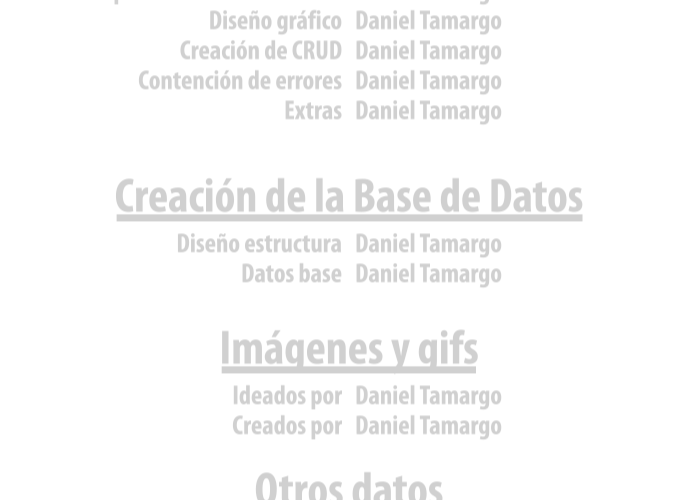 Diseño gráfico Daniel Tamargo
Creación de CRUD Daniel Tamargo
Contención de errores Daniel Tamargo
Extras Daniel Tamargo
Creación de la Base de Datos
Diseño estructura Daniel Tamargo
Datos base Daniel Tamargo
Imágenes y gifs
Ideados por Daniel Tamargo
Creados por Daniel Tamargo
Otros datos